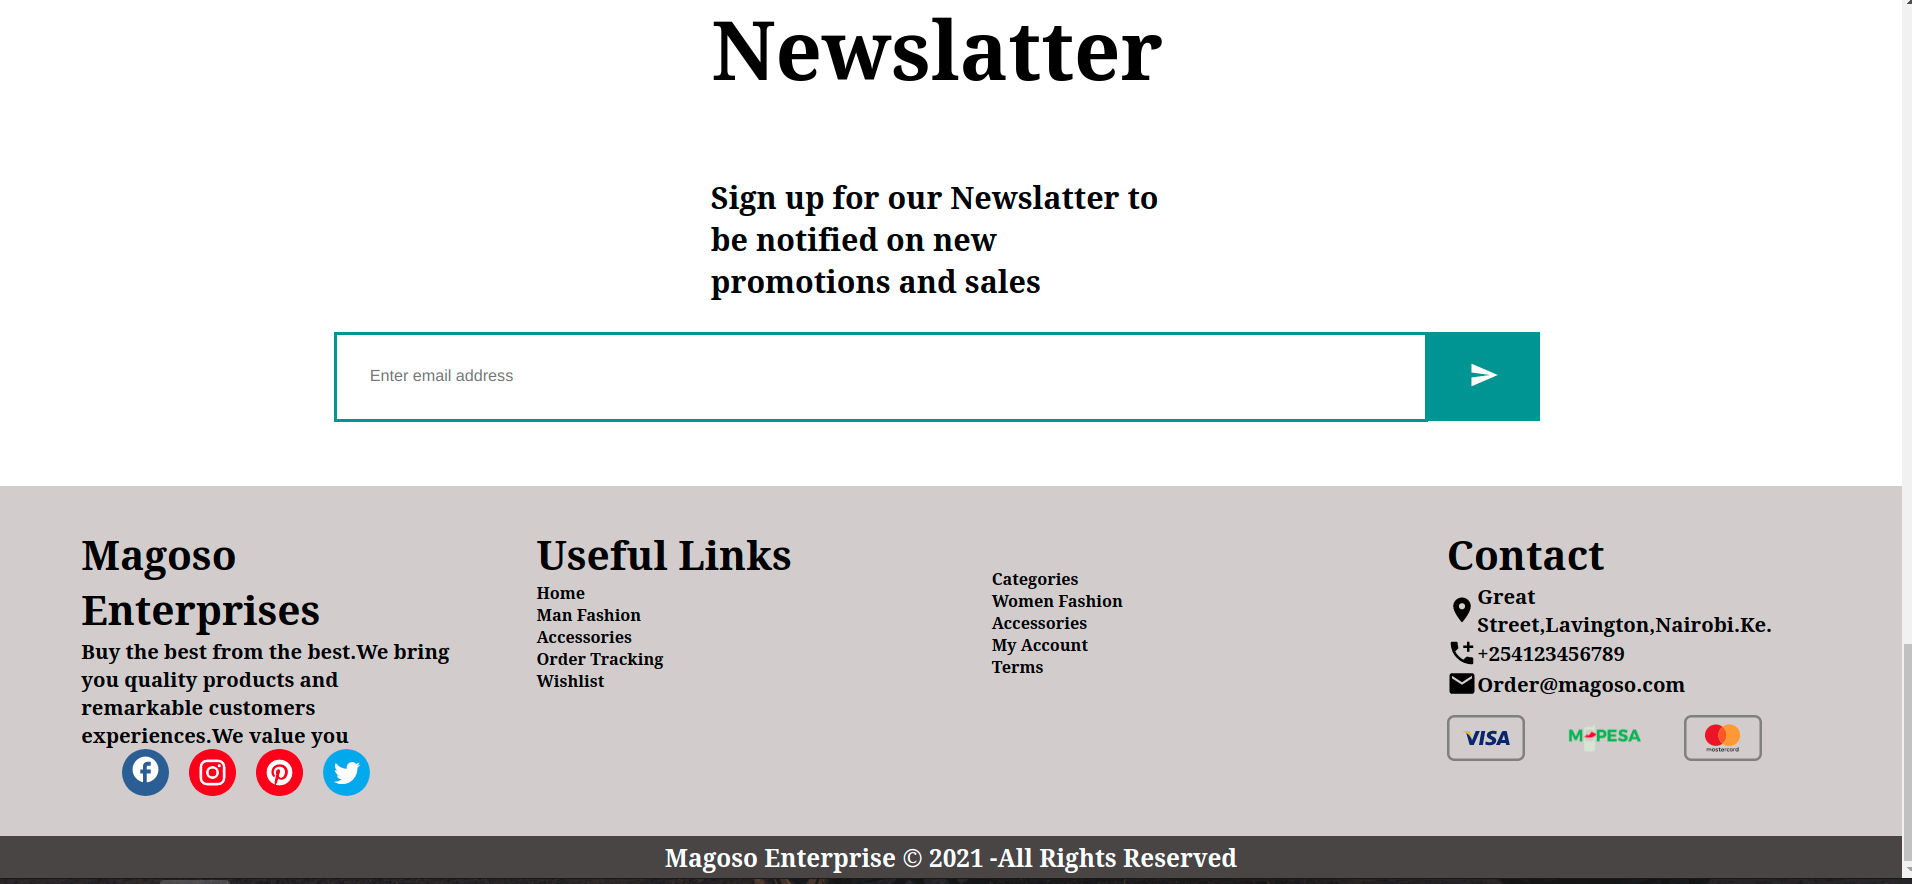 Newslatter
Sign up for our Newslatter to
be notified on new
promotions and sales
Enter email address
Magoso
Enterprises
Buy the best from the best.We bring
you quality products and
remarkable customers
experiences.We value you
Useful Links
Home
Man Fashion
Accessories
Order Tracking
Wishlist
Categories
Women Fashion
Accessories
My Account
Terms
Contact
Great
Street,Lavington,Nairobi.Ke.
+254123456789
Order@magoso.com
VISA
M-PESA
mastercard
Magoso Enterprise © 2021 -All Rights Reserved